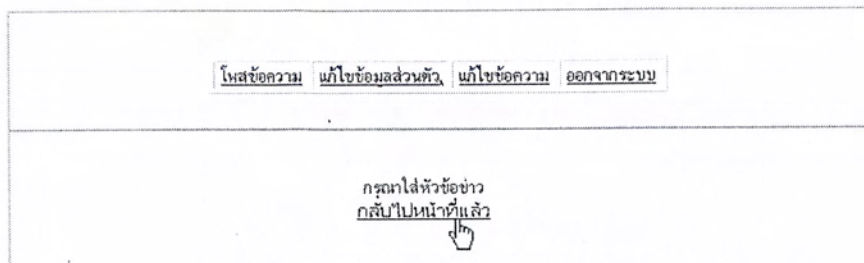 โพสข้อความ แก้ไขข้อมูลส่วนตัว แก้ไขข้อความ ออกจากระบบ
กรุณาใส่หัวข้อข่าว
กลับไปหน้าที่แล้ว